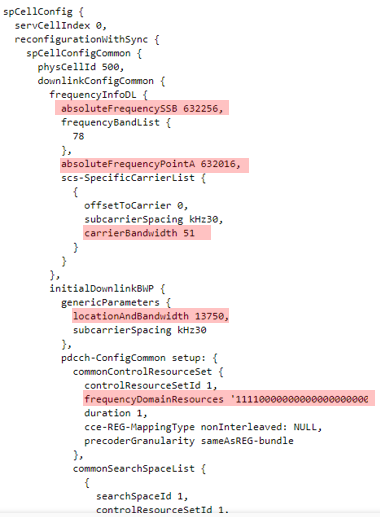 spCellConfig {
servCellIndex 0,
reconfigurationWithSync {
spCellConfigCommon {
physCellId 500,
downlinkConfigCommon {
frequencyInfoDL {
absoluteFrequencySSB 632256,
frequencyBandList {
78
},
absoluteFrequencyPointA 632016,
scs-SpecificCarrierList {
{
offsetToCarrier 0,
subcarrierSpacing kHz30,
carrierBandwidth 51
}
}
},
initialDownlinkBWP {
genericParameters {
locationAndBandwidth 13750,
subcarrierSpacing kHz30
},
pdcch-ConfigCommon setup: {
commonControlResourceSet {
controlResourceSetId 1,
frequencyDomainResources '11110000000000000000000
duration 1,
cce-REG-MappingType nonInterleaved: NULL,
precoderGranularity sameAsREG-bundle
},
commonSearchSpaceList {
{
searchSpaceId 1,
controlResourceSetId 1,